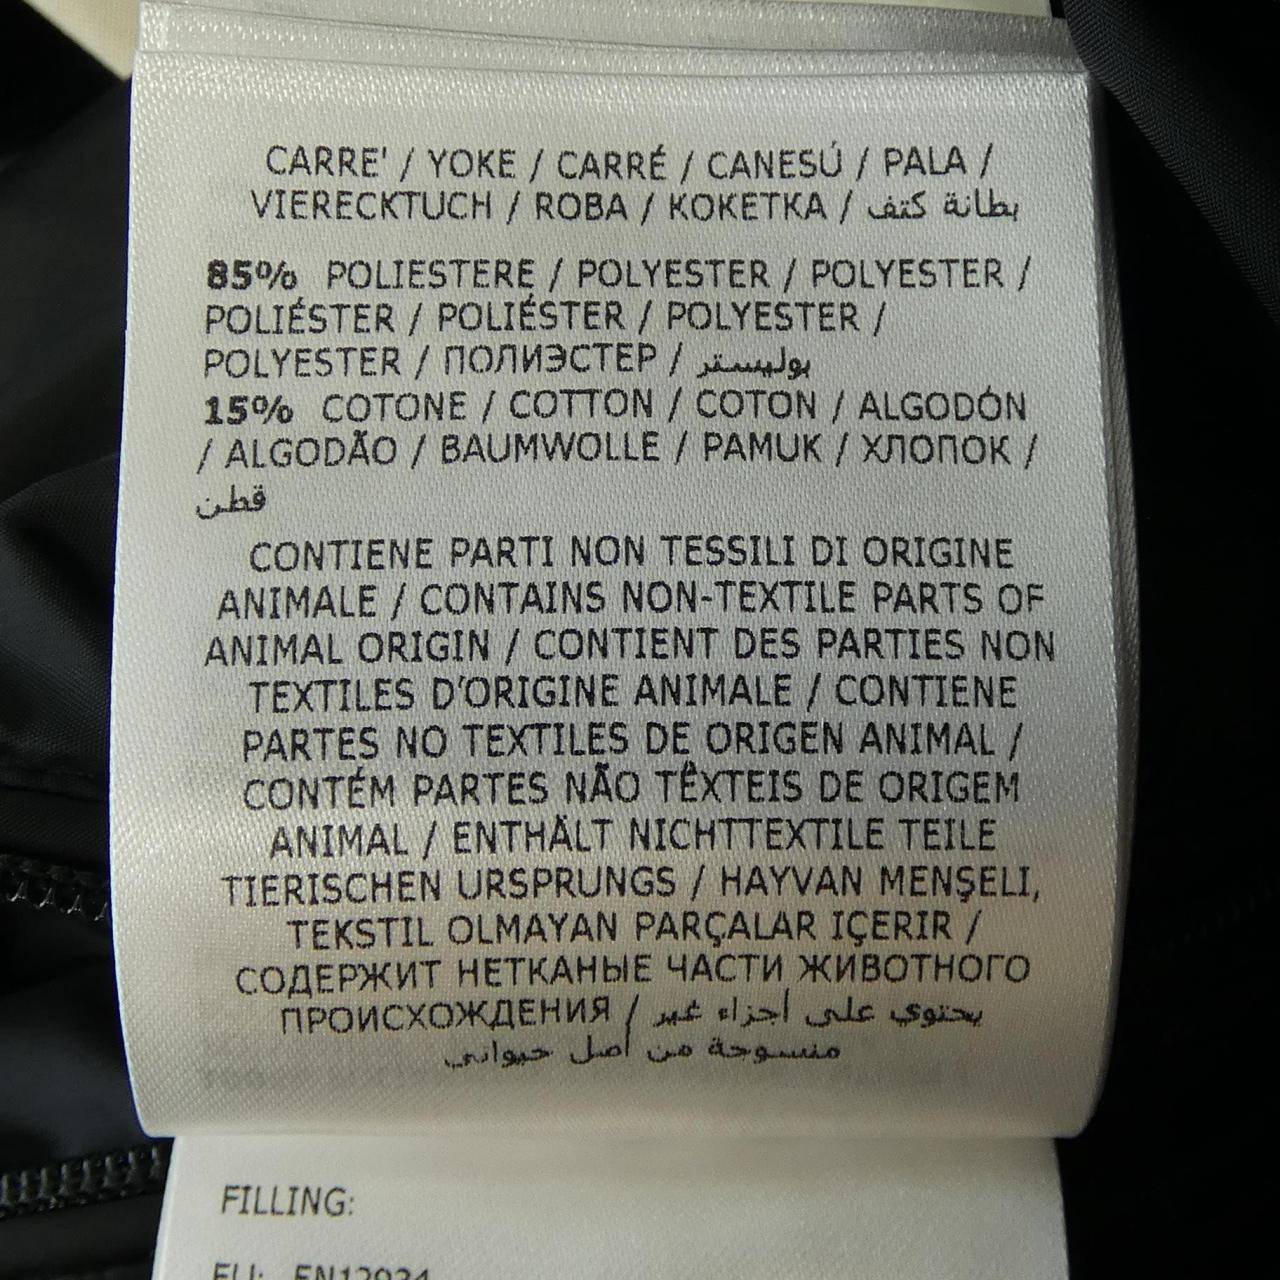 CARRE' / YOKE / CARRÉ / CANESÚ / PALA /
VIERECKTUCH / ROBA / КОКЕТКА / بطانة كتف
85% POLIESTERE / POLYESTER / POLYESTER /
POLIÉSTER / POLIÉSTER / POLYESTER /
POLYESTER / ПОЛИЭСТЕР / بوليستر
15% COTONE / COTTON / COTON / ALGODÓN
/ ALGODÃO / BAUMWOLLE / PAMUK / ХЛОПОК /
قطن
CONTIENE PARTI NON TESSILI DI ORIGINE
ANIMALE / CONTAINS NON-TEXTILE PARTS OF
ANIMAL ORIGIN / CONTIENT DES PARTIES NON
TEXTILES D'ORIGINE ANIMALE / CONTIENE
PARTES NO TEXTILES DE ORIGEN ANIMAL /
CONTÉM PARTES NÃO TÊXTEIS DE ORIGEM
ANIMAL / ENTHÄLT NICHTTEXTILE TEILE
TIERISCHEN URSPRUNGS / HAYVAN MENŞELI,
TEKSTIL OLMAYAN PARÇALAR IÇERIR /
СОДЕРЖИТ НЕТКАНЫЕ ЧАСТИ ЖИВОТНОГО
ПРОИСХОЖДЕНИЯ / يحتوي على أجزاء غير
منسوجة من أصل حيواني
FILLING:
EU: EN12934